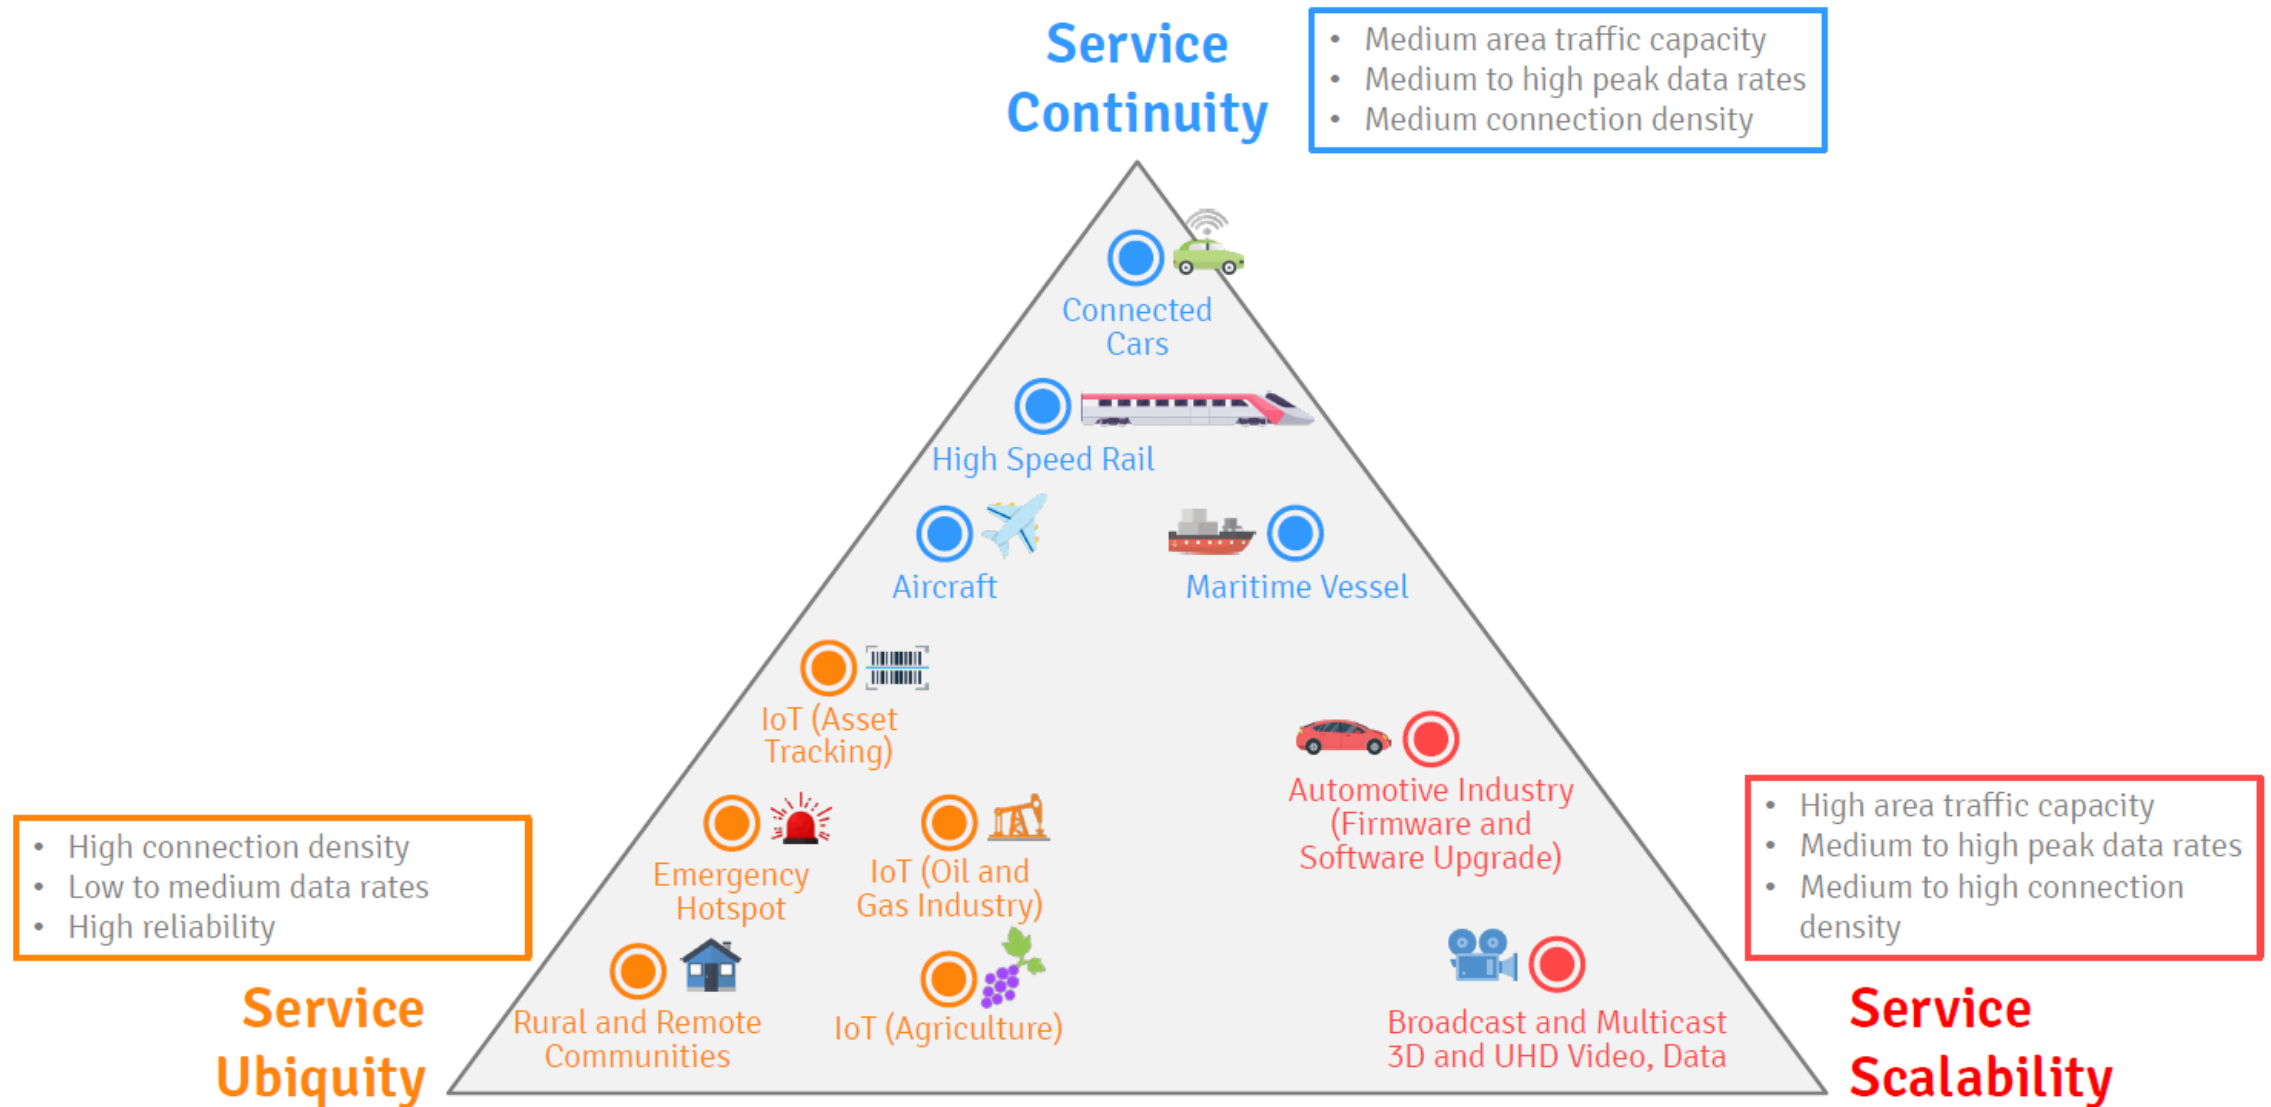 Service
Continuity
• Medium area traffic capacity
• Medium to high peak data rates
• Medium connection density
Connected
Cars
High Speed Rail
Aircraft
Maritime Vessel
IoT (Asset
Tracking)
Automotive Industry
(Firmware and
Software Upgrade)
Emergency
Hotspot
IoT (Oil and
Gas Industry)
Rural and Remote
Communities
IoT (Agriculture)
Broadcast and Multicast
3D and UHD Video, Data
• High connection density
• Low to medium data rates
• High reliability
Service
Ubiquity
• High area traffic capacity
• Medium to high peak data rates
• Medium to high connection
density
Service
Scalability